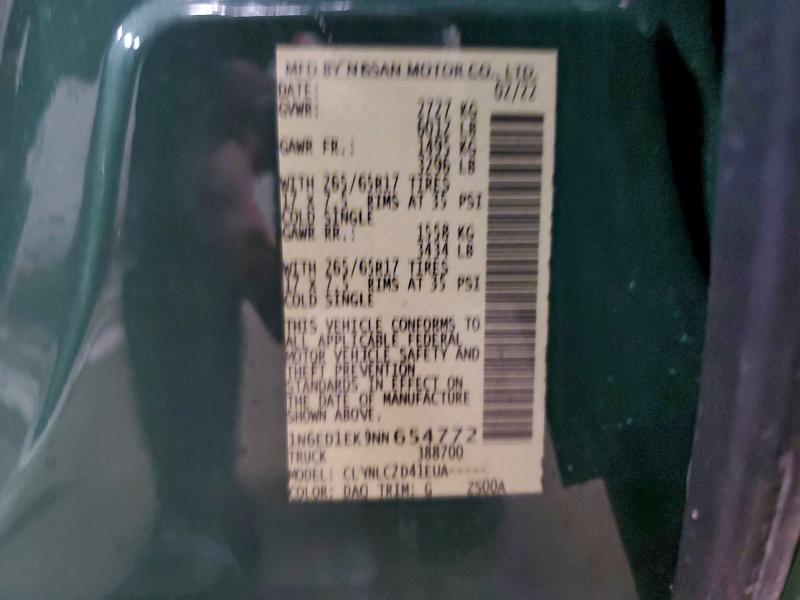 MFD BY NISSAN MOTOR CO., LTD.
DATE: 02/22
GVWR: 2727 KG
6012 LB
GAWR FR.: 1495 KG
3296 LB
WITH 265/65R17 TIRES
17 X 7.5 RIMS AT 35 PSI
COLD SINGLE
GAWR RR.: 1558 KG
3434 LB
WITH 265/65R17 TIRES
17 X 7.5 RIMS AT 35 PSI
COLD SINGLE
THIS VEHICLE CONFORMS TO
ALL APPLICABLE FEDERAL
MOTOR VEHICLE SAFETY AND
THEFT PREVENTION
STANDARDS IN EFFECT ON
THE DATE OF MANUFACTURE
SHOWN ABOVE.
1N6ED1EK9NN654772
TRUCK 388700
MODEL:
COLOR: DAQ TRIM: G ZS00A